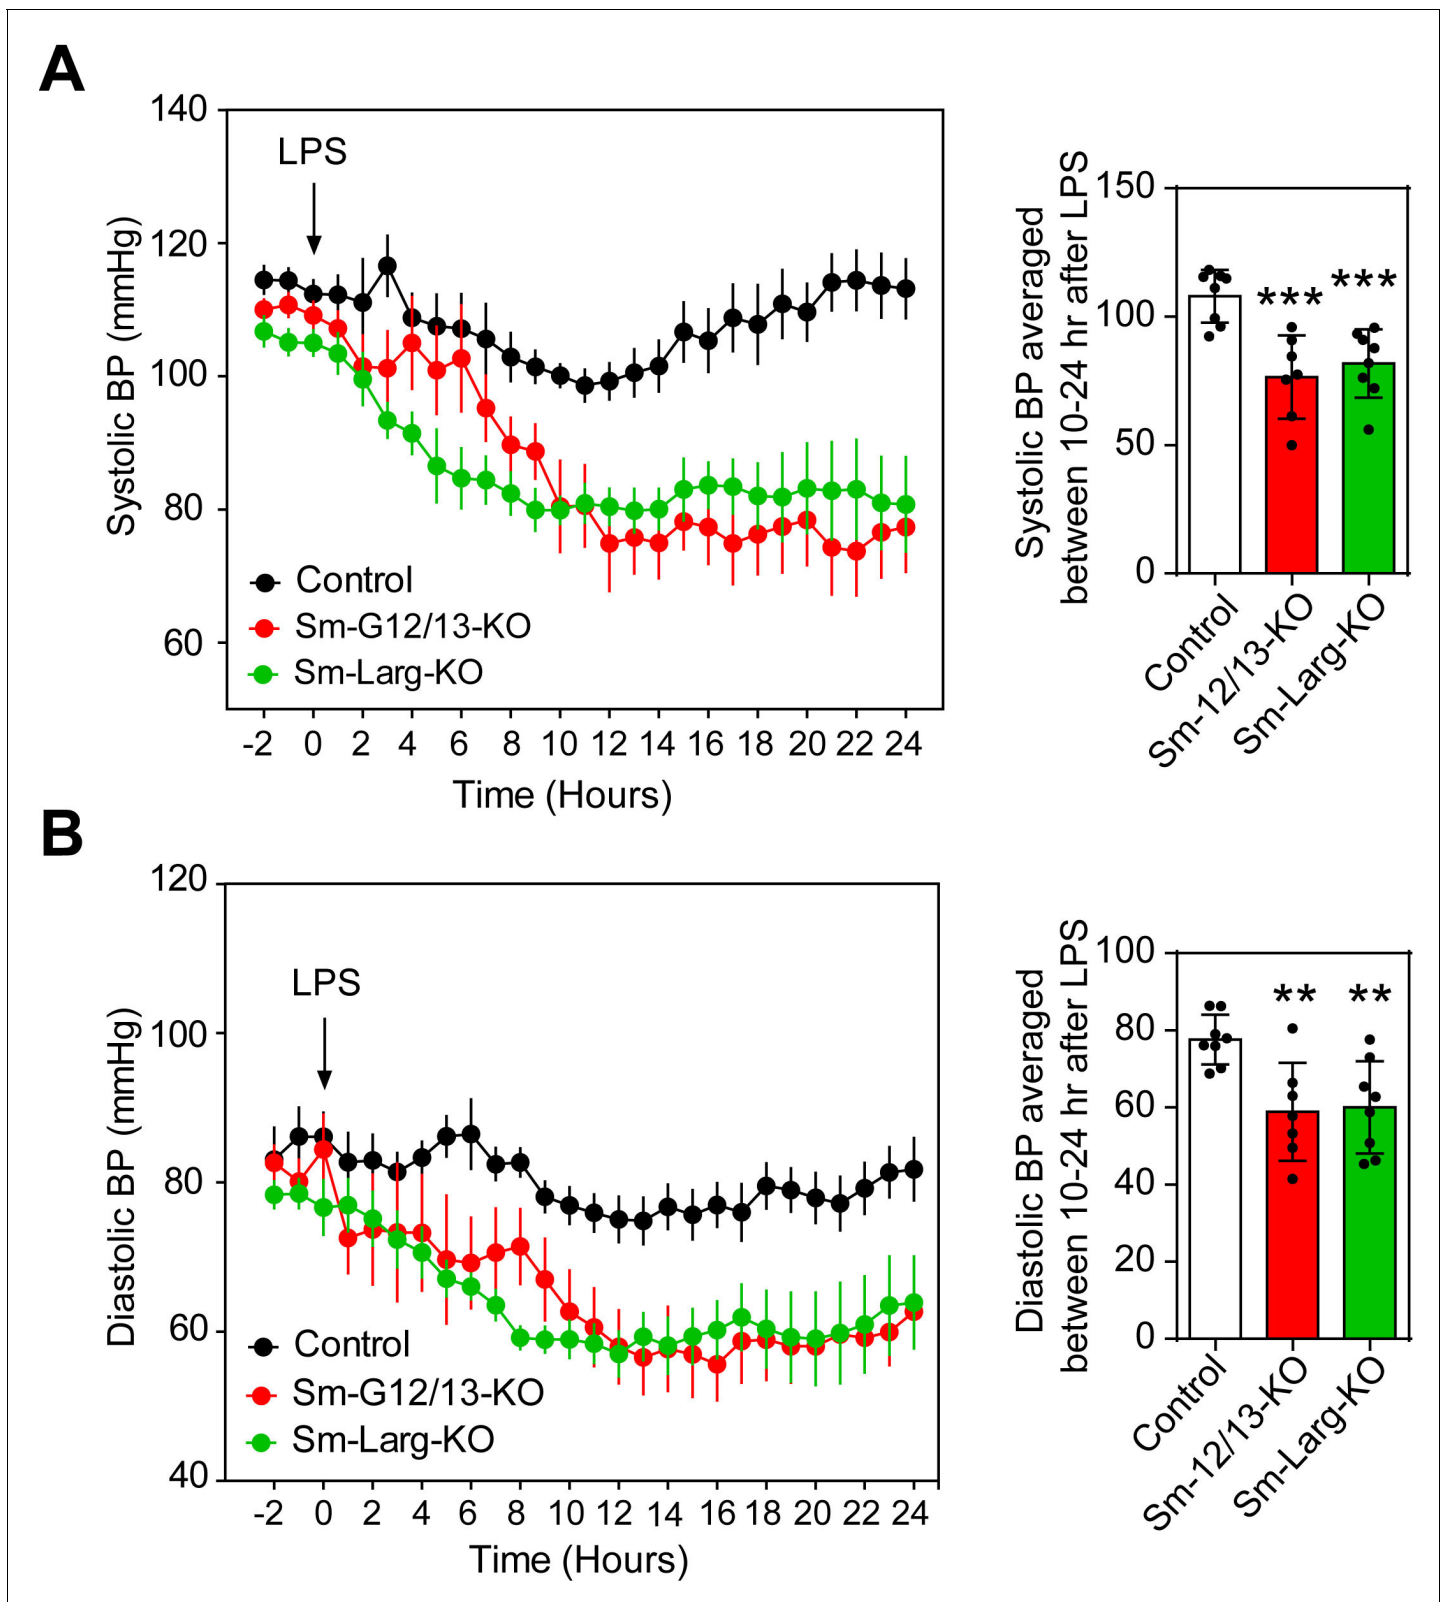 A
140
120
100
80
60
Systolic BP (mmHg)
LPS
Control
Sm-G12/13-KO
Sm-Larg-KO
-2 0 2 4 6 8 10 12 14 16 18 20 22 24
Time (Hours)
Systolic BP averaged
between 10-24 hr after LPS
150
100
50
0
*** ***
Control
Sm-12/13-KO
Sm-Larg-KO
B
120
100
80
60
40
Diastolic BP (mmHg)
LPS
Control
Sm-G12/13-KO
Sm-Larg-KO
-2 0 2 4 6 8 10 12 14 16 18 20 22 24
Time (Hours)
Diastolic BP averaged
between 10-24 hr after LPS
100
80
60
40
20
0
** **
Control
Sm-12/13-KO
Sm-Larg-KO